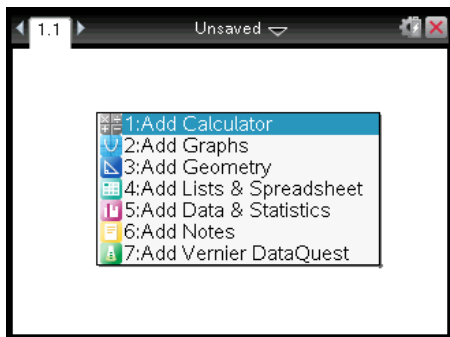 1.1 Unsaved
1:Add Calculator
2:Add Graphs
3:Add Geometry
4:Add Lists & Spreadsheet
5:Add Data & Statistics
6:Add Notes
7:Add Vernier DataQuest